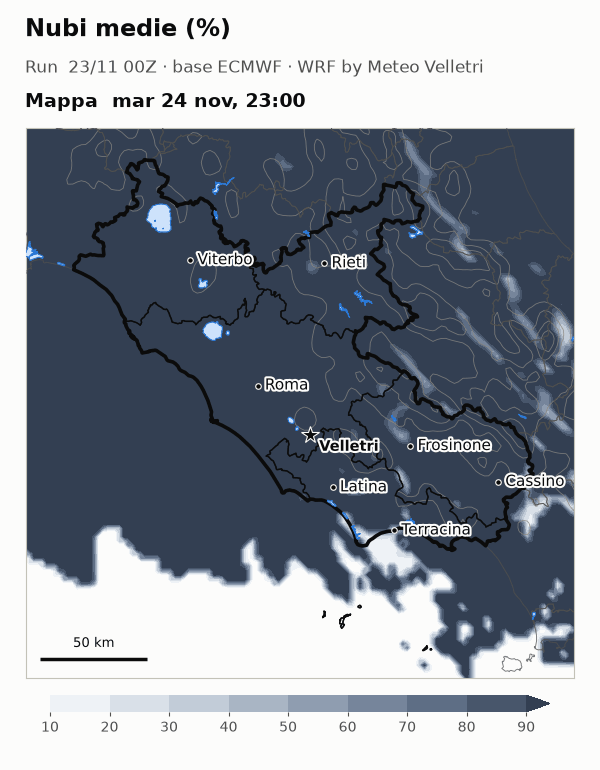 Nubi medie (%)
Run  23/11 00Z · base ECMWF · WRF by Meteo Velletri
Mappa  mar 24 nov, 23:00
Viterbo
Rieti
Roma
Velletri
Frosinone
Cassino
Latina
Terracina
50 km
10 20 30 40 50 60 70 80 90